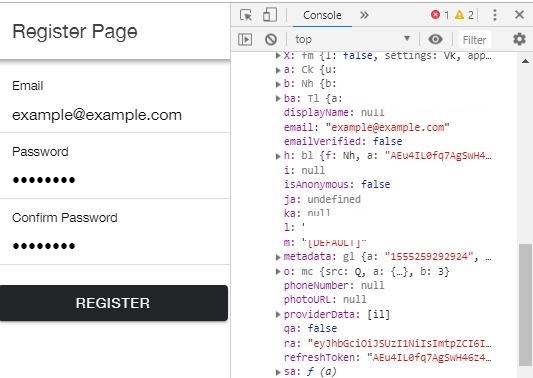 Register Page
Email
example@example.com
Password
Confirm Password
REGISTER
Console
1
2
top
Filter
X: fm {l: false, settings: Vk, app…
a: Ck {u:
b: Nh {b:
ba: Tl {a:
displayName: null
email: "example@example.com"
emailVerified: false
h: bl {f: Nh, a: "AEu4IL0fq7AgSwH4…
i: null
isAnonymous: false
ja: undefined
ka: null
l: '
m: "[DEFAULT]"
metadata: gl {a: "1555259292924", …
o: mc {src: Q, a: {…}, b: 3}
phoneNumber: null
photoURL: null
providerData: [il]
qa: false
ra: "eyJhbGciOiJSUzI1NiIsImtpZCI6I…
refreshToken: "AEu4IL0fq7AgSwH46z4…
sa: ƒ (a)